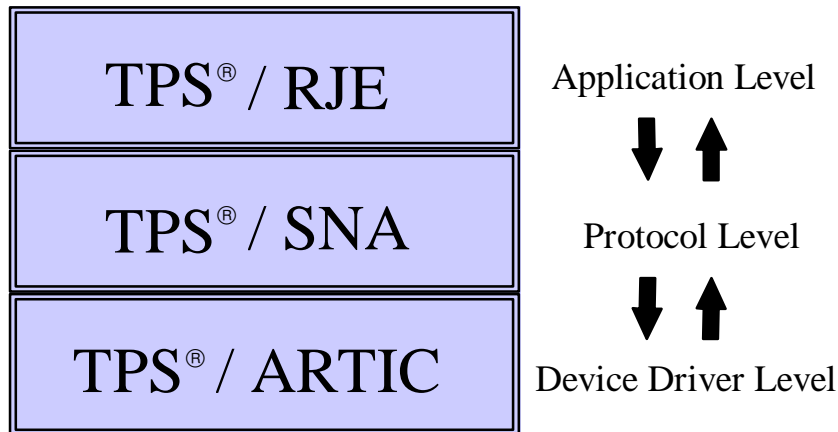 TPS® / RJE
Application Level
TPS® / SNA
Protocol Level
TPS® / ARTIC
Device Driver Level